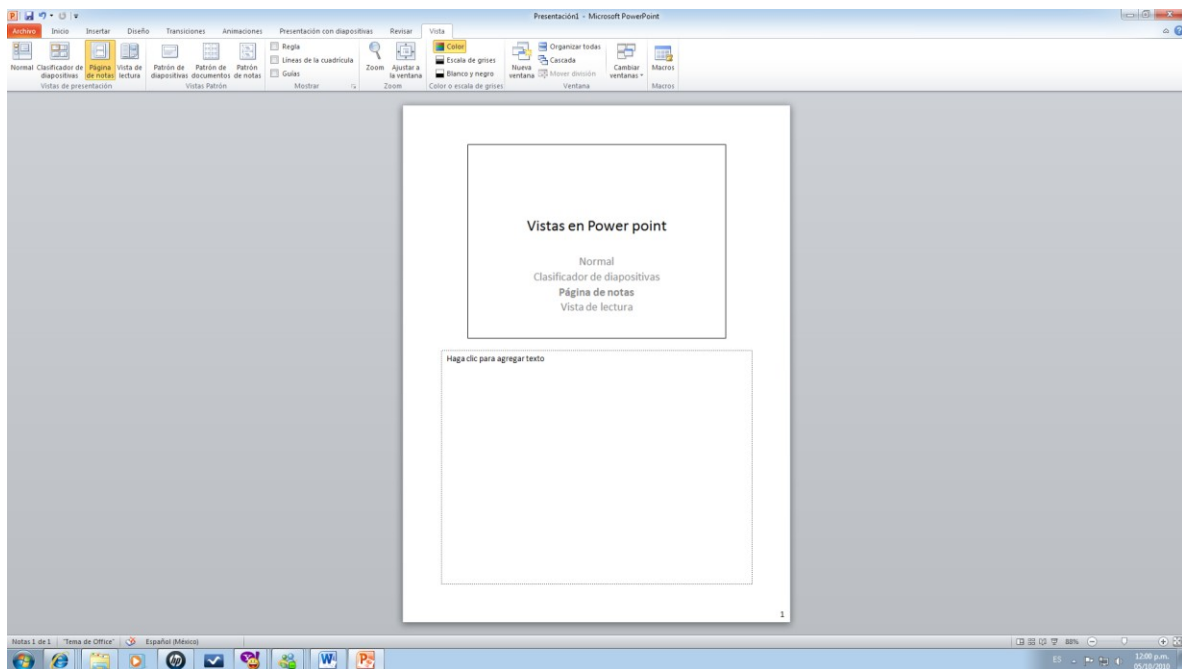 Presentación1 - Microsoft PowerPoint
Archivo Inicio Insertar Diseño Transiciones Animaciones Presentación con diapositivas Revisar Vista
Normal
Clasificador de
diapositivas
Página
de notas
Vista de
lectura
Vistas de presentación
Patrón de
diapositivas
Patrón de
documentos
Patrón
de notas
Vistas Patrón
Regla
Líneas de la cuadrícula
Guías
Mostrar
Zoom
Ajustar a
la ventana
Zoom
Color
Escala de grises
Blanco y negro
Color o escala de grises
Nueva
ventana
Organizar todas
Cascada
Mover división
Cambiar
ventanas
Ventana
Macros
Macros
Vistas en Power point
Normal
Clasificador de diapositivas
Página de notas
Vista de lectura
Haga clic para agregar texto
1
Notas 1 de 1 "Tema de Office" Español (México) 88%
ES 12:00 p.m.
05/10/2010